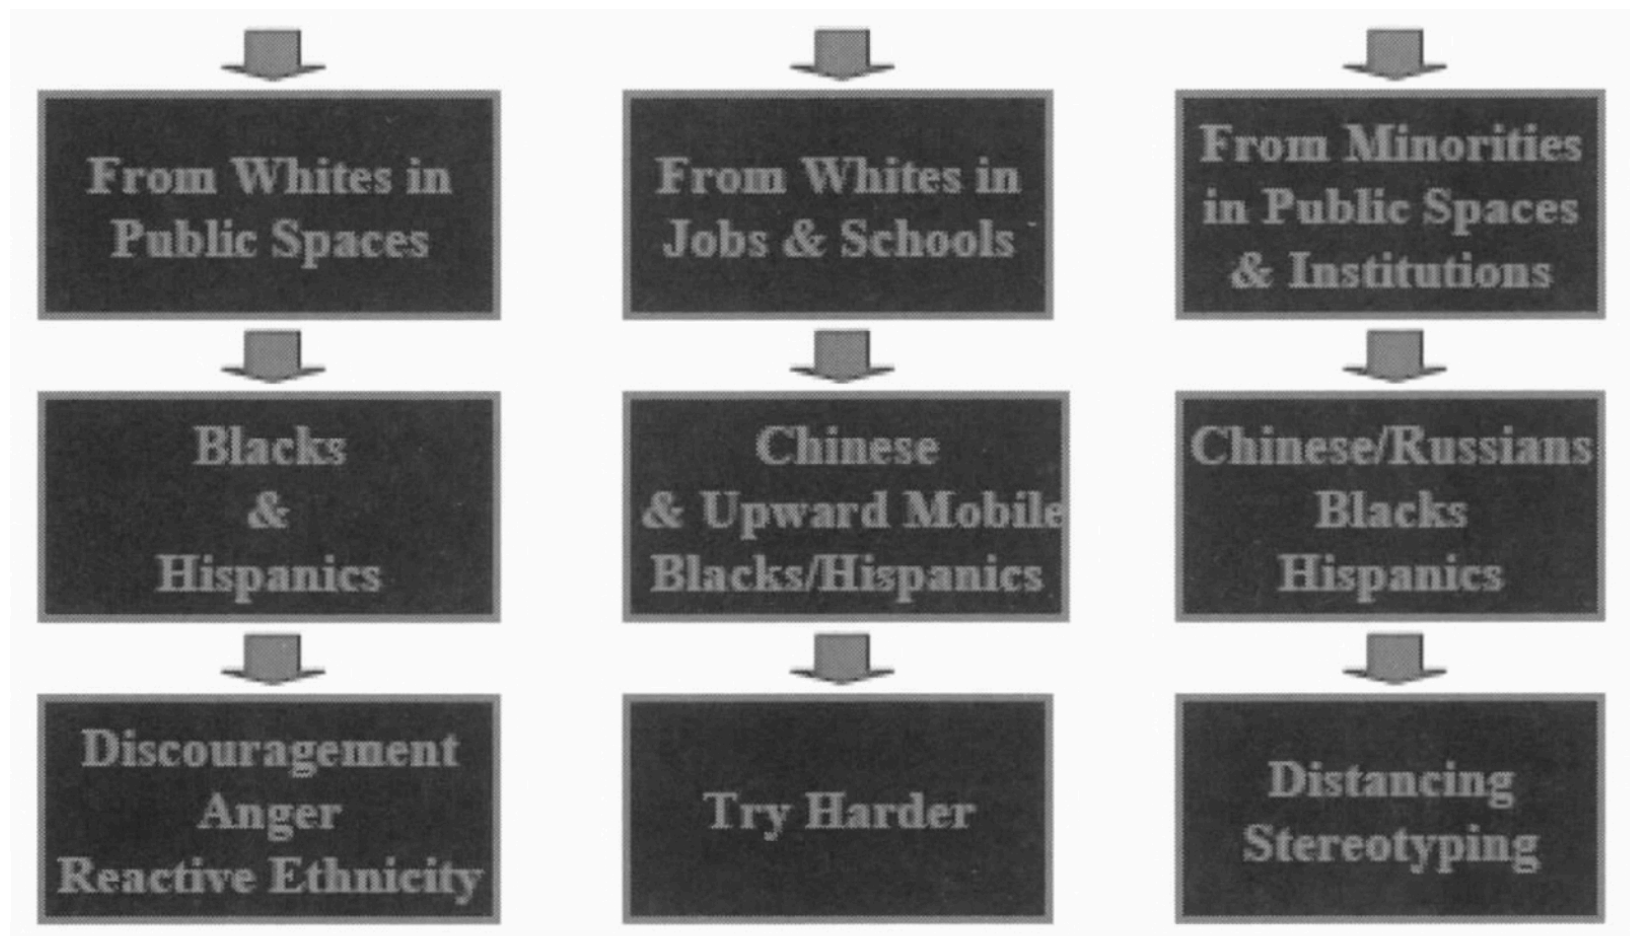 From Whites in
Public Spaces
From Whites in
Jobs & Schools
From Minorities
in Public Spaces
& Institutions
Blacks
&
Hispanics
Chinese
& Upward Mobile
Blacks/Hispanics
Chinese/Russians
Blacks
Hispanics
Discouragement
Anger
Reactive Ethnicity
Try Harder
Distancing
Stereotyping